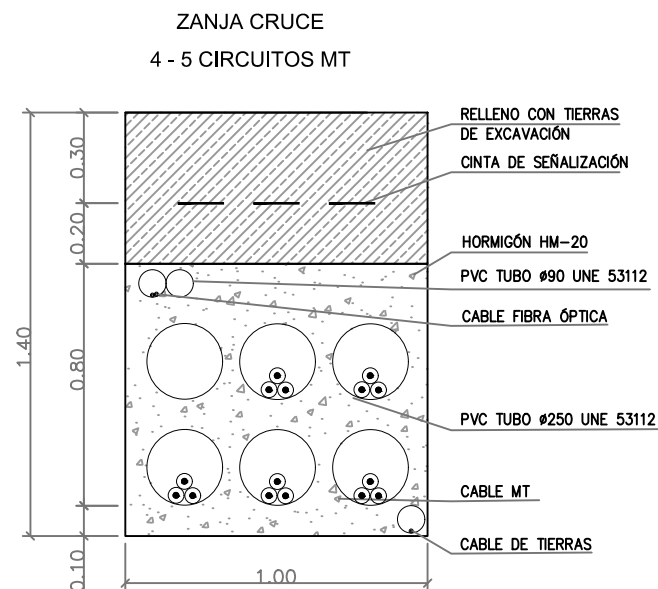 ZANJA CRUCE
4 - 5 CIRCUITOS MT
RELLENO CON TIERRAS
DE EXCAVACIÓN
CINTA DE SEÑALIZACIÓN
HORMIGÓN HM-20
PVC TUBO ø90 UNE 53112
CABLE FIBRA ÓPTICA
PVC TUBO ø250 UNE 53112
CABLE MT
CABLE DE TIERRAS
1.40
0.30
0.20
0.80
0.10
1.00